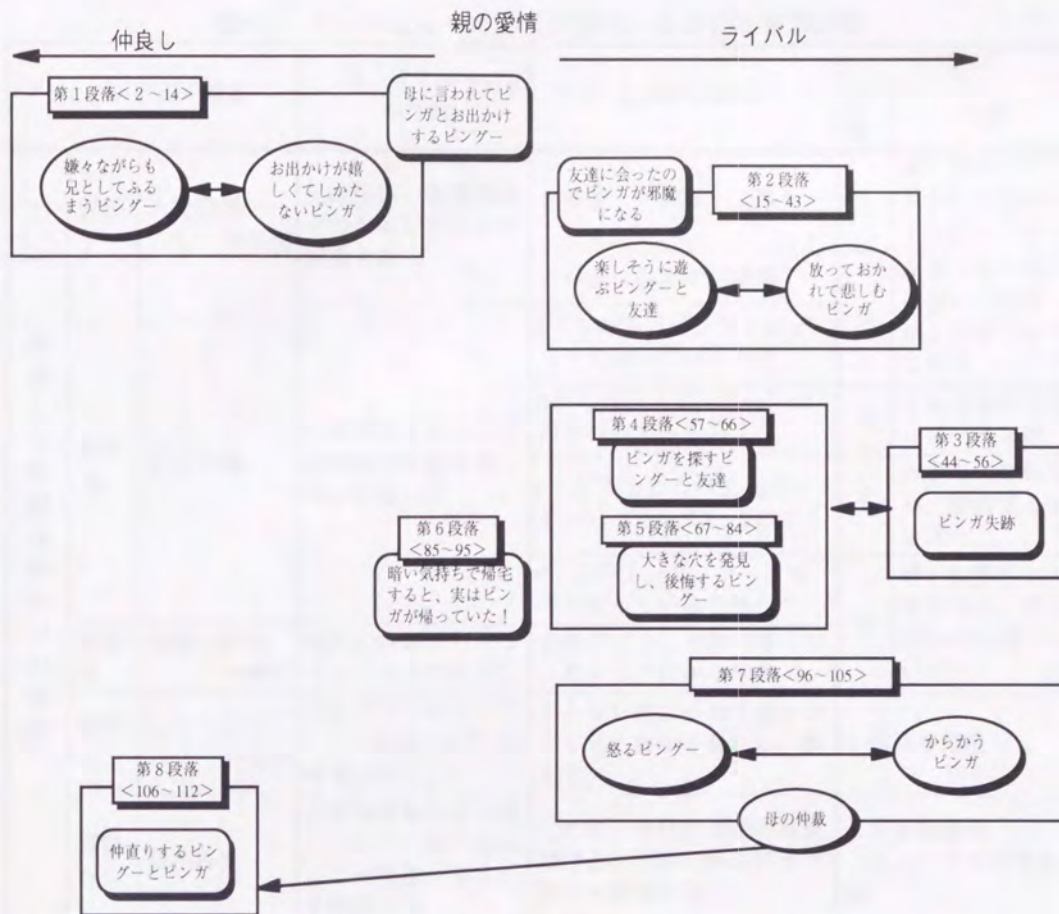 親の愛情
仲良し
ライバル
第1段落<2～14>
母に言われてピ
ンガとお出かけ
するピングー
嫌々ながらも
兄としてふる
まうピングー
お出かけが嬉
しくてしかた
ないピンガ
友達に会ったの
でピンガが邪魔
になる
第2段落
<15～43>
楽しそうに遊
ぶピングーと
友達
放っておか
れて悲しむ
ピンガ
第4段落<57～66>
ピンガを探すピ
ングーと友達
第3段落
<44～56>
ピンガ失跡
第5段落<67～84>
大きな穴を発見
し、後悔するピン
グー
第6段落
<85～95>
暗い気持ちで帰宅
すると、実はピン
ガが帰っていた！
第7段落<96～105>
怒るピングー
からかう
ピンガ
母の仲裁
第8段落
<106～112>
仲直りするピン
グーとピンガ